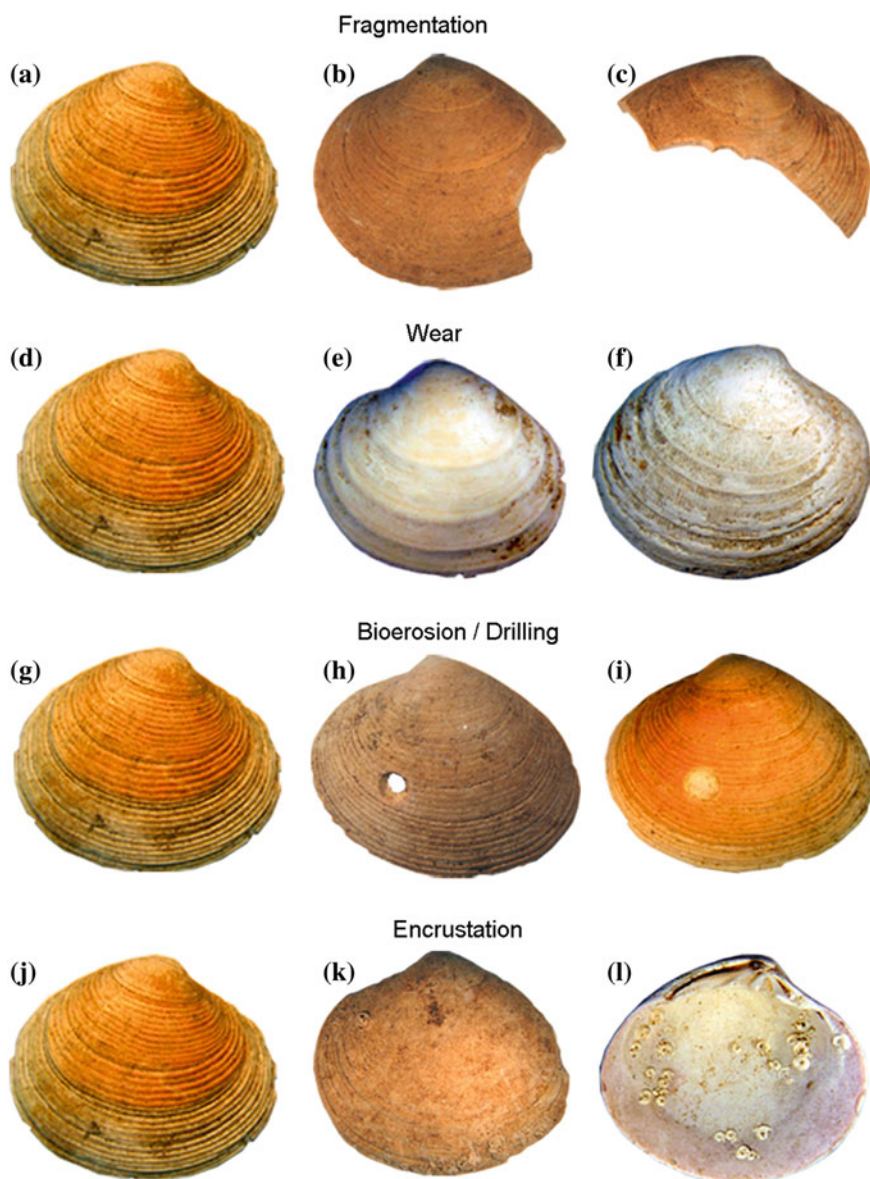 Fragmentation
(a) (b) (c)
Wear
(d) (e) (f)
Bioerosion / Drilling
(g) (h) (i)
Encrustation
(j) (k) (l)